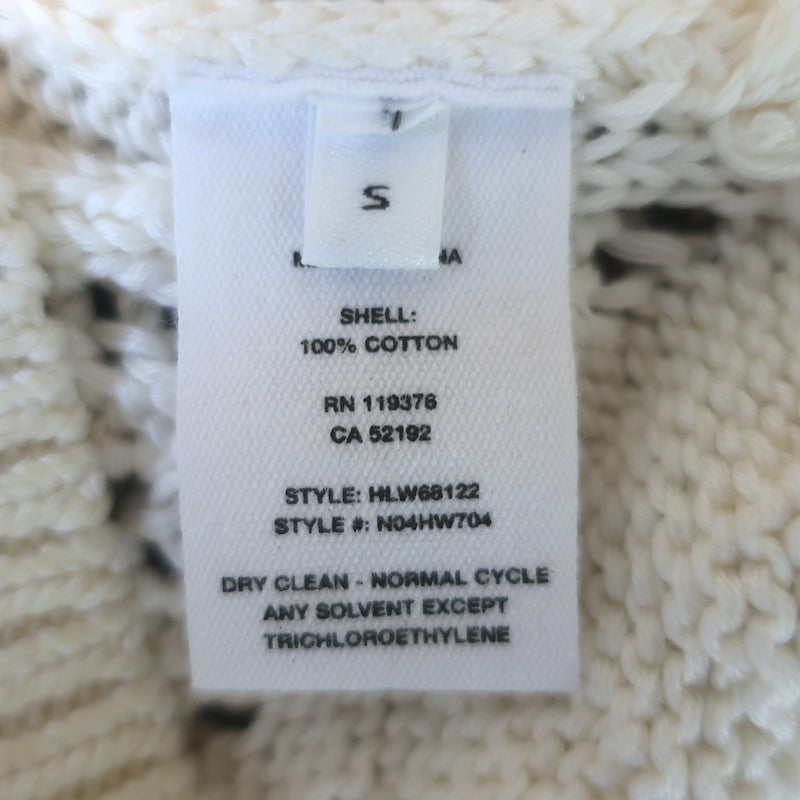 S
SHELL:
100% COTTON
RN 119376
CA 52192
STYLE: HLW68122
STYLE #: N04HW704
DRY CLEAN - NORMAL CYCLE
ANY SOLVENT EXCEPT
TRICHLOROETHYLENE